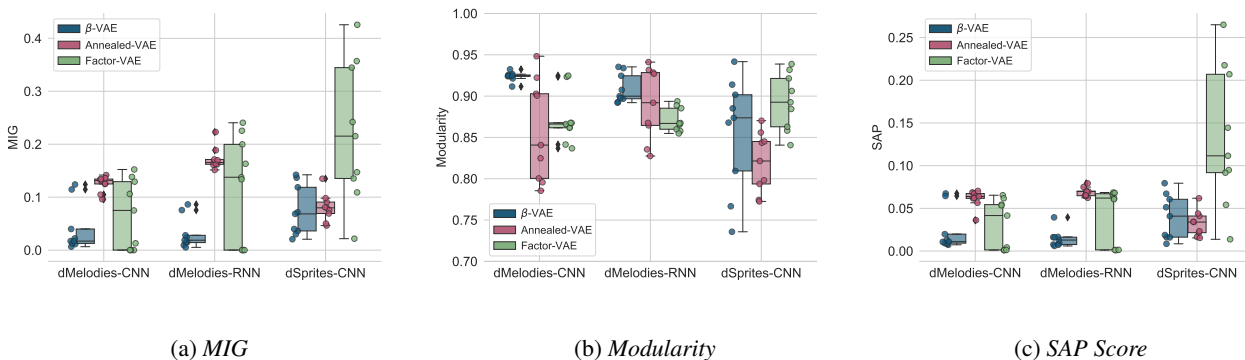 β-VAE
Annealed-VAE
Factor-VAE
MIG
0.4
0.3
0.2
0.1
0.0
dMelodies-CNN dMelodies-RNN dSprites-CNN
(a) MIG
β-VAE
Annealed-VAE
Factor-VAE
Modularity
1.00
0.95
0.90
0.85
0.80
0.75
0.70
dMelodies-CNN dMelodies-RNN dSprites-CNN
(b) Modularity
β-VAE
Annealed-VAE
Factor-VAE
SAP
0.25
0.20
0.15
0.10
0.05
0.00
dMelodies-CNN dMelodies-RNN dSprites-CNN
(c) SAP Score